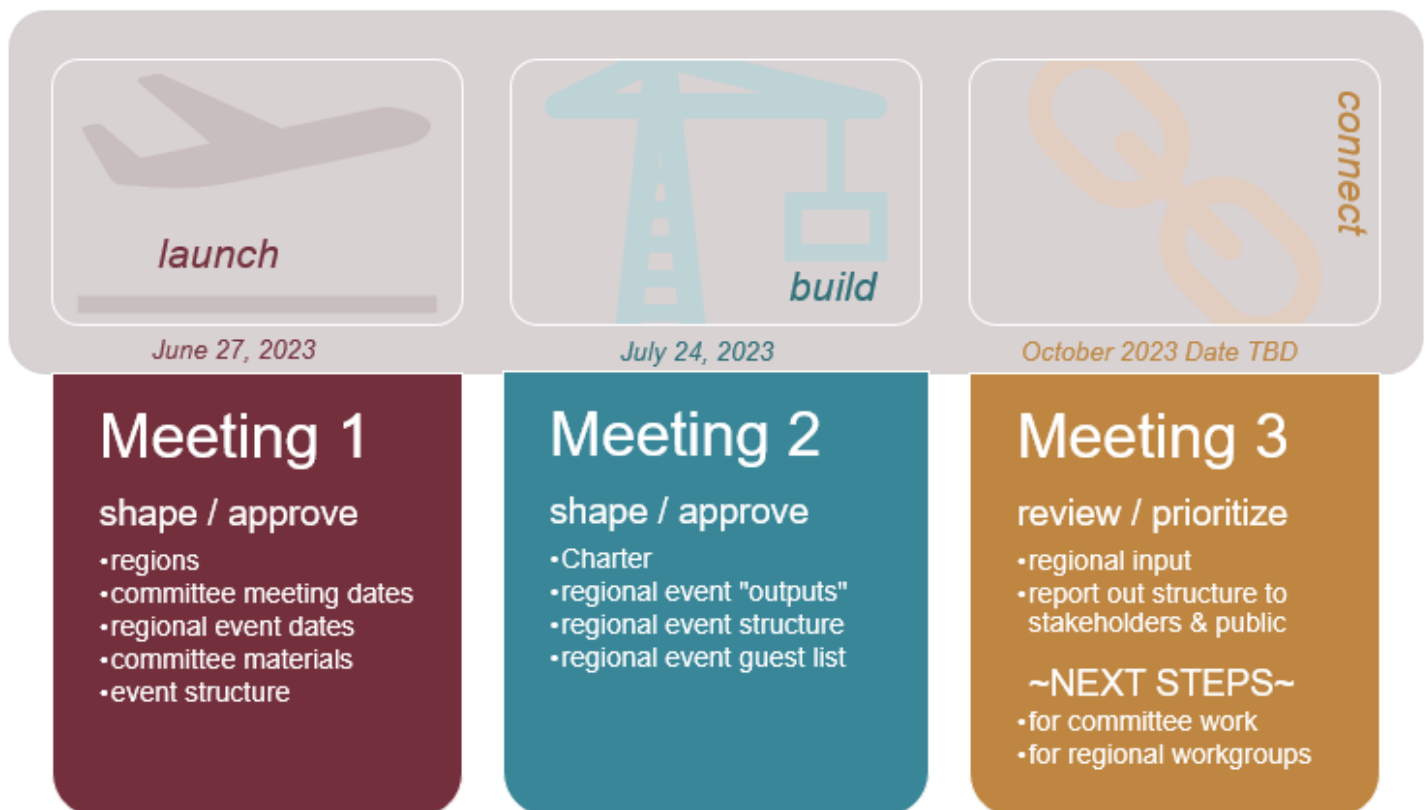 launch
June 27, 2023
Meeting 1
shape / approve
•regions
•committee meeting dates
•regional event dates
•committee materials
•event structure
build
July 24, 2023
Meeting 2
shape / approve
•Charter
•regional event "outputs"
•regional event structure
•regional event guest list
connect
October 2023 Date TBD
Meeting 3
review / prioritize
•regional input
•report out structure to
stakeholders & public
~NEXT STEPS~
•for committee work
•for regional workgroups